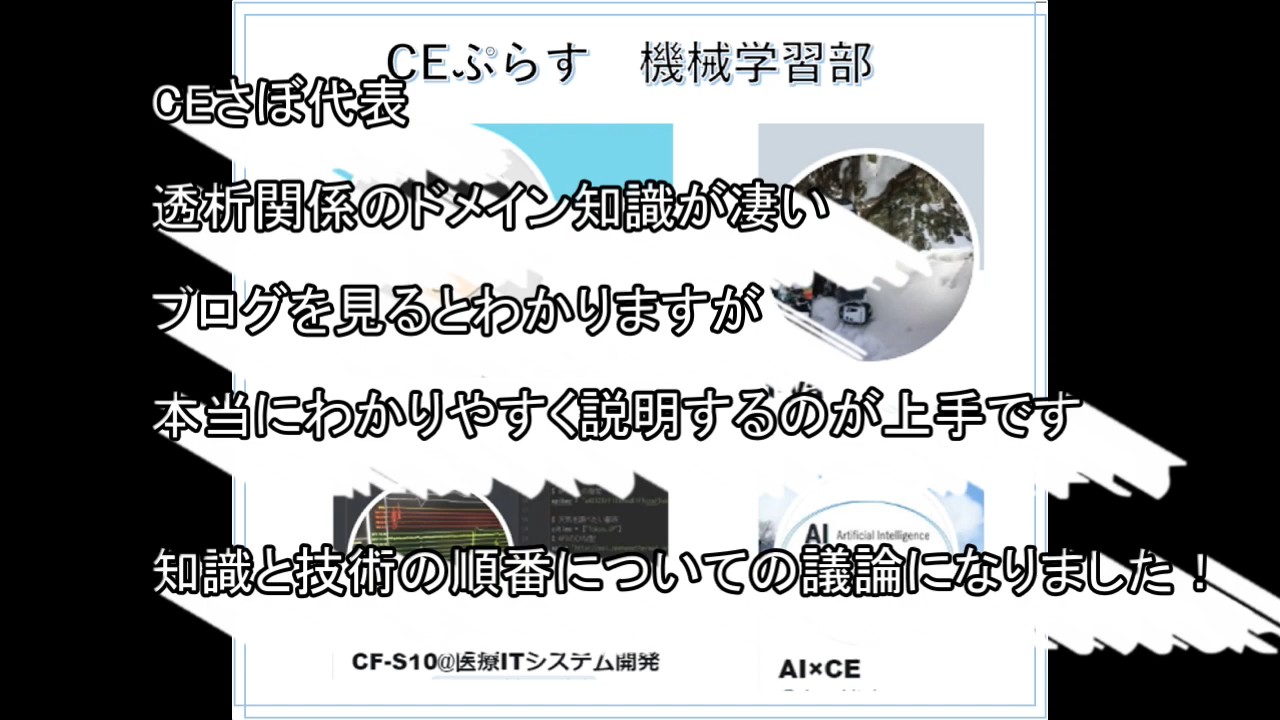 CEぷらす　機械学習部
CEさぼ代表
透析関係のドメイン知識が凄い
ブログを見るとわかりますが
本当にわかりやすく説明するのが上手です
AI Artificial Intelligence
知識と技術の順番についての議論になりました！
CF-S10@医療ITシステム開発
AI×CE